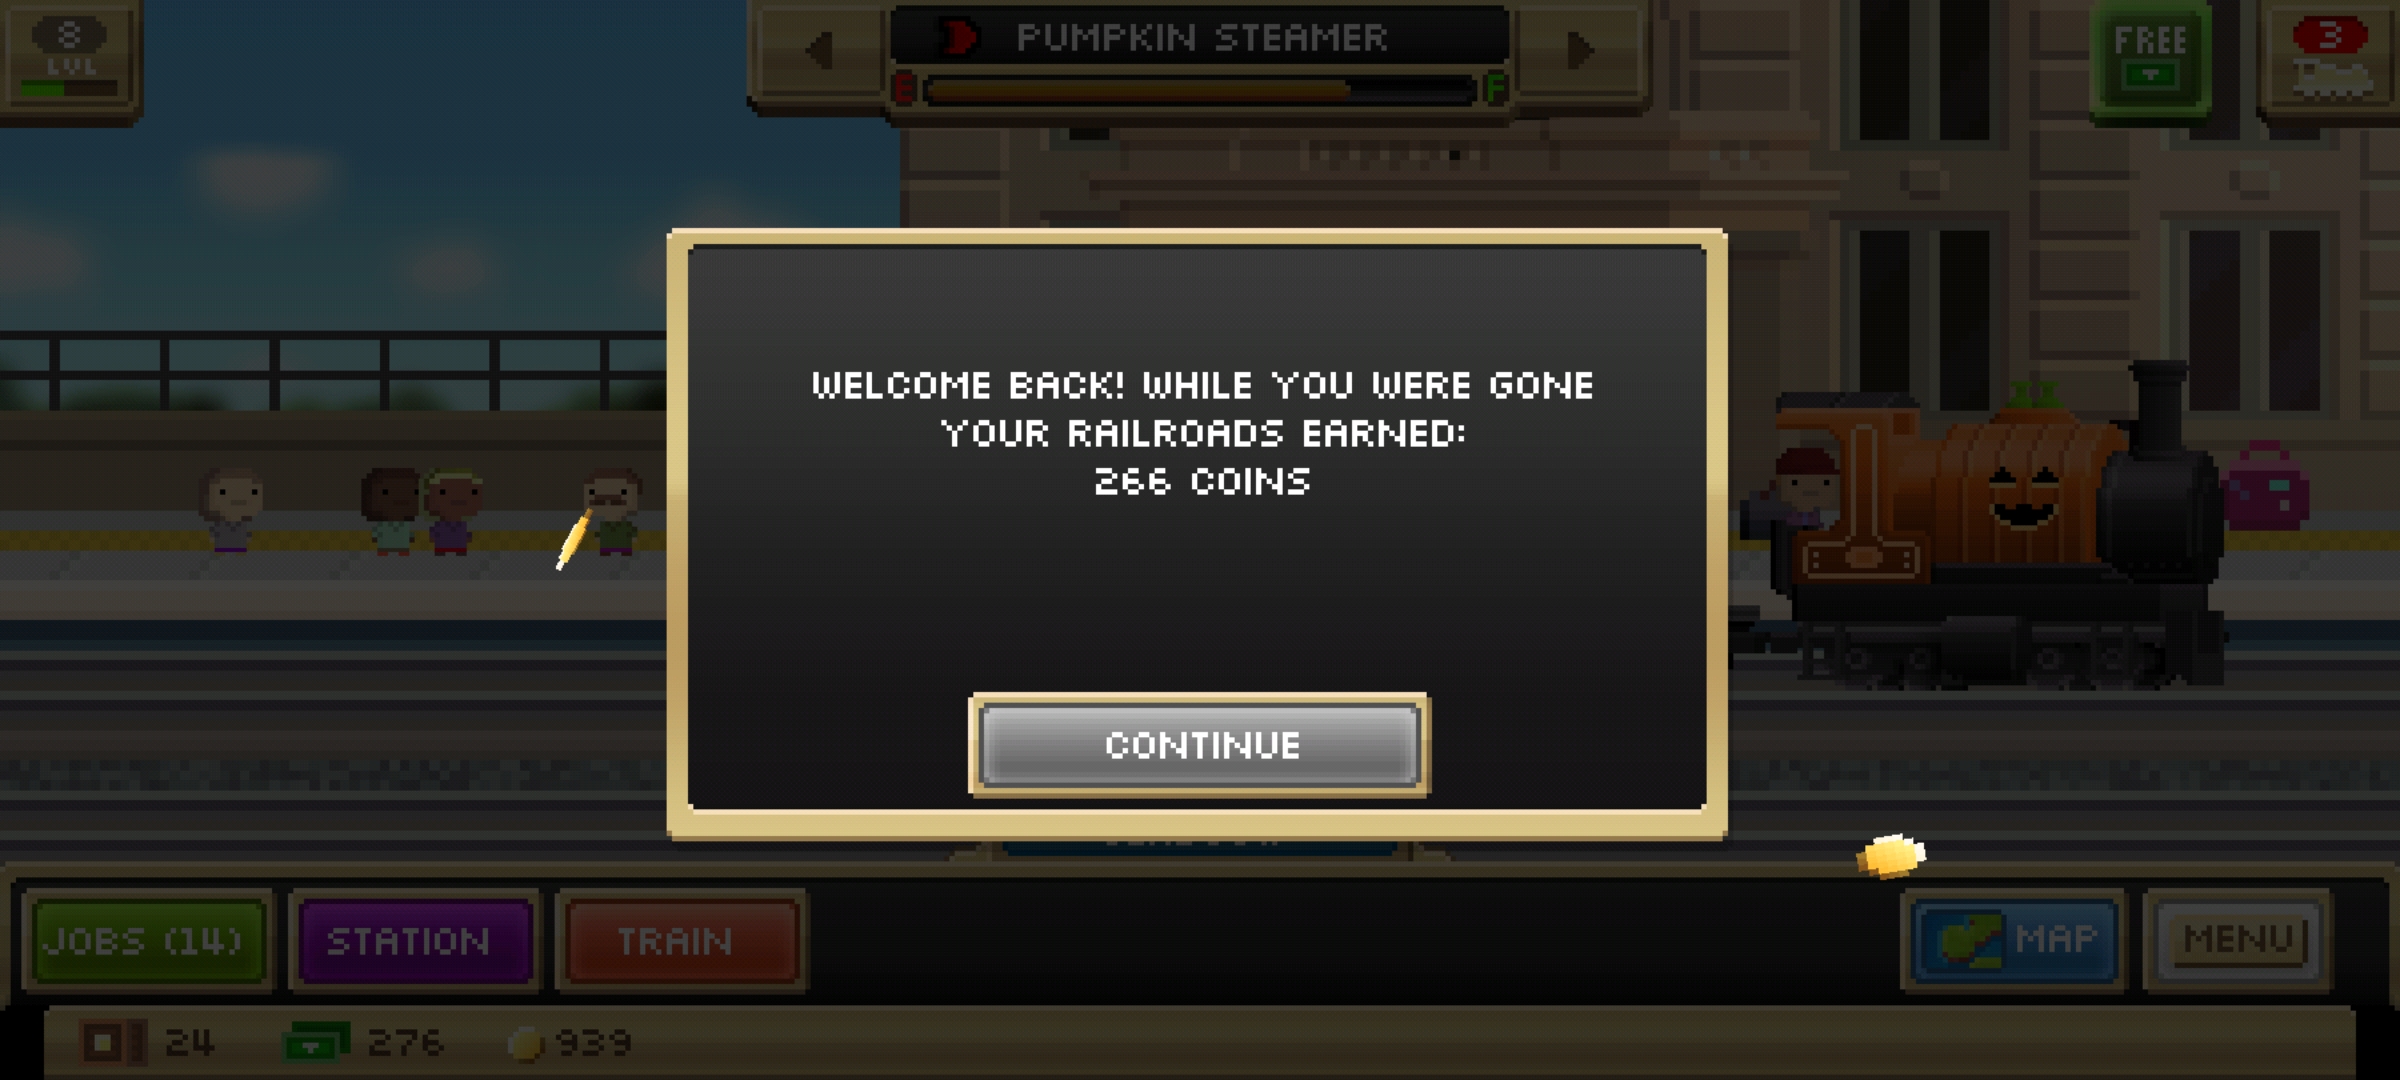 8
LVL
PUMPKIN STEAMER
E F
FREE
3
WELCOME BACK! WHILE YOU WERE GONE
YOUR RAILROADS EARNED:
266 COINS
CONTINUE
JOBS (14) STATION TRAIN MAP MENU
24 276 939